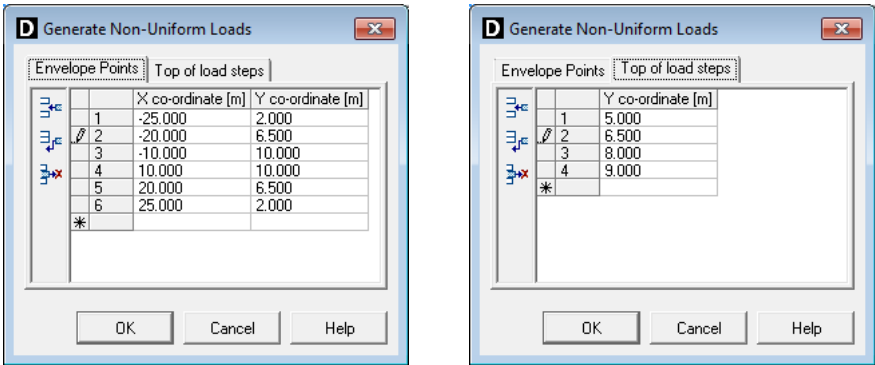 D Generate Non-Uniform Loads
Envelope Points Top of load steps
X co-ordinate [m] Y co-ordinate [m]
1 -25.000 2.000
2 -20.000 6.500
3 -10.000 10.000
4 10.000 10.000
5 20.000 6.500
6 25.000 2.000
*
OK Cancel Help
D Generate Non-Uniform Loads
Envelope Points Top of load steps
Y co-ordinate [m]
1 5.000
2 6.500
3 8.000
4 9.000
*
OK Cancel Help